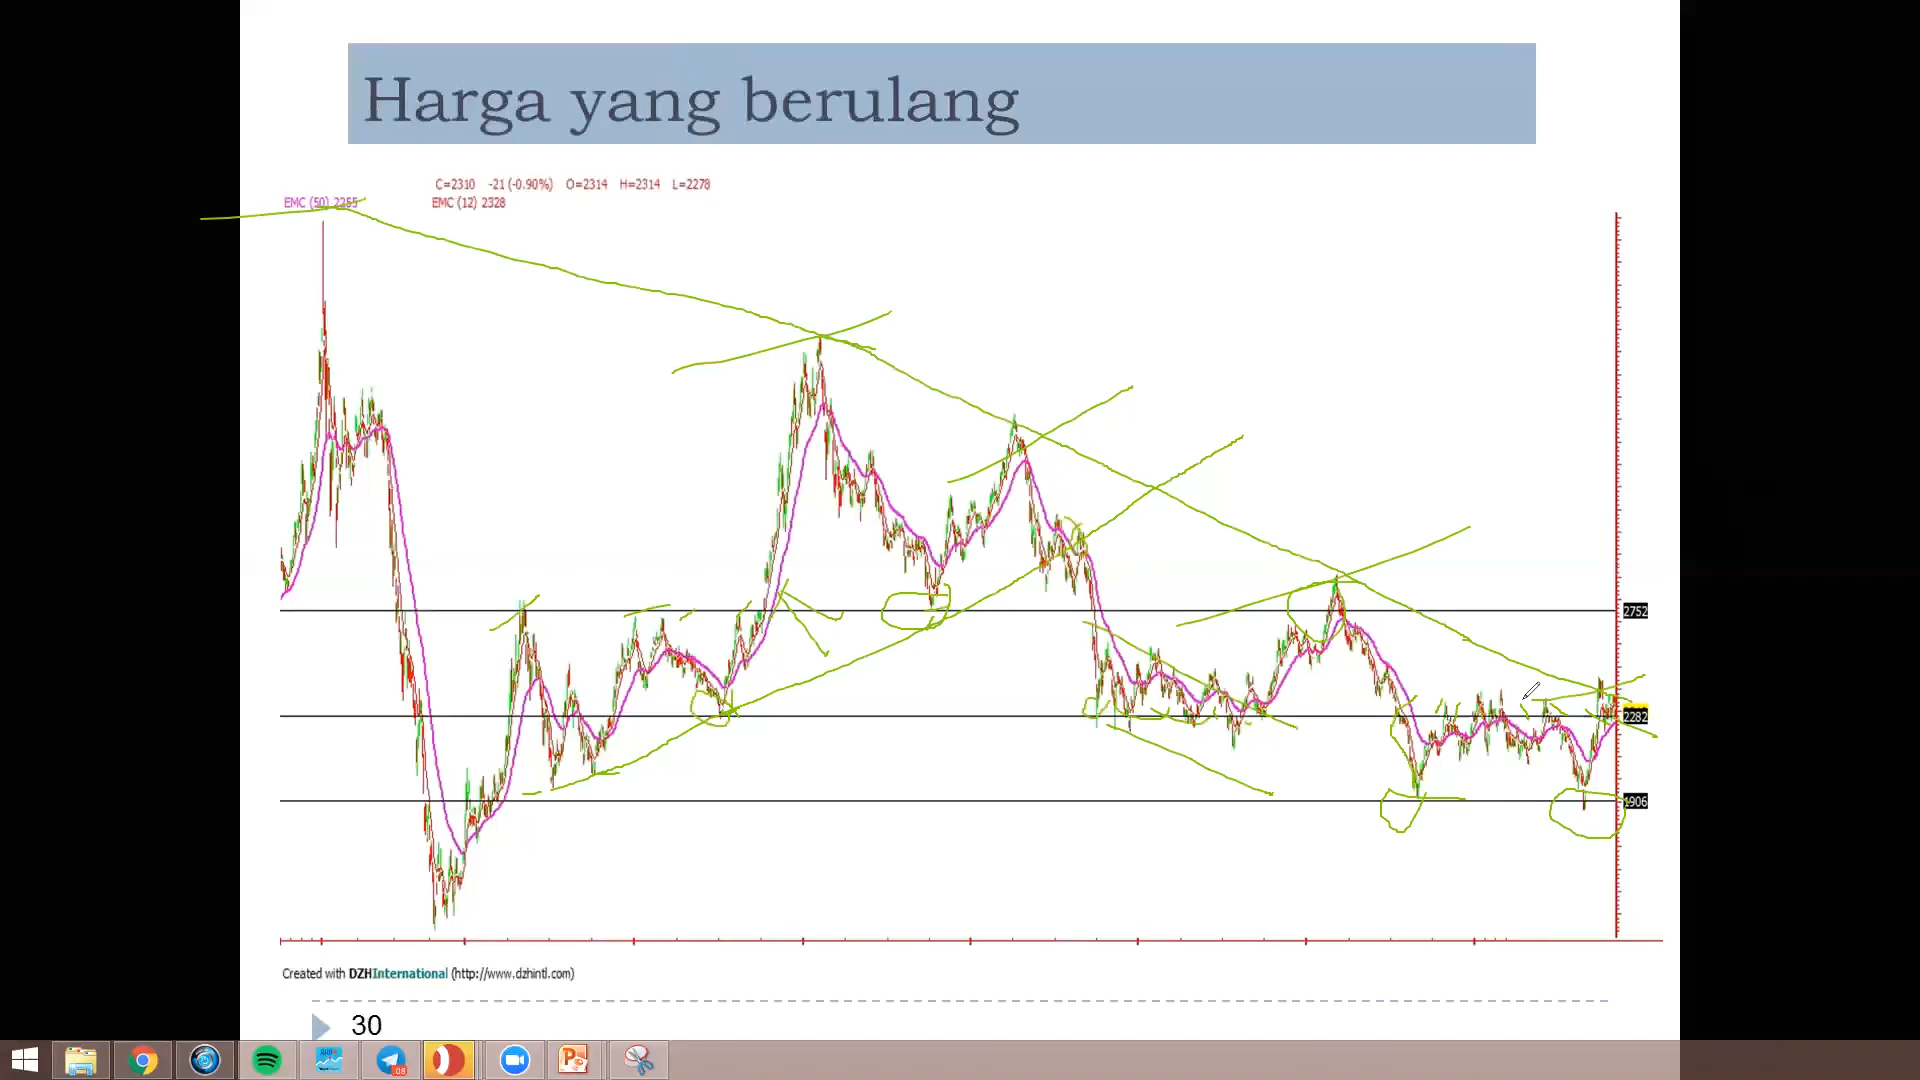 Harga yang berulang
C=2310 -21 (-0.90%) O=2314 H=2314 L=2278
EMC (50) 2255 EMC (12) 2328
2752
2282
1906
Created with DZHInternational (http://www.dzhintl.com)
30